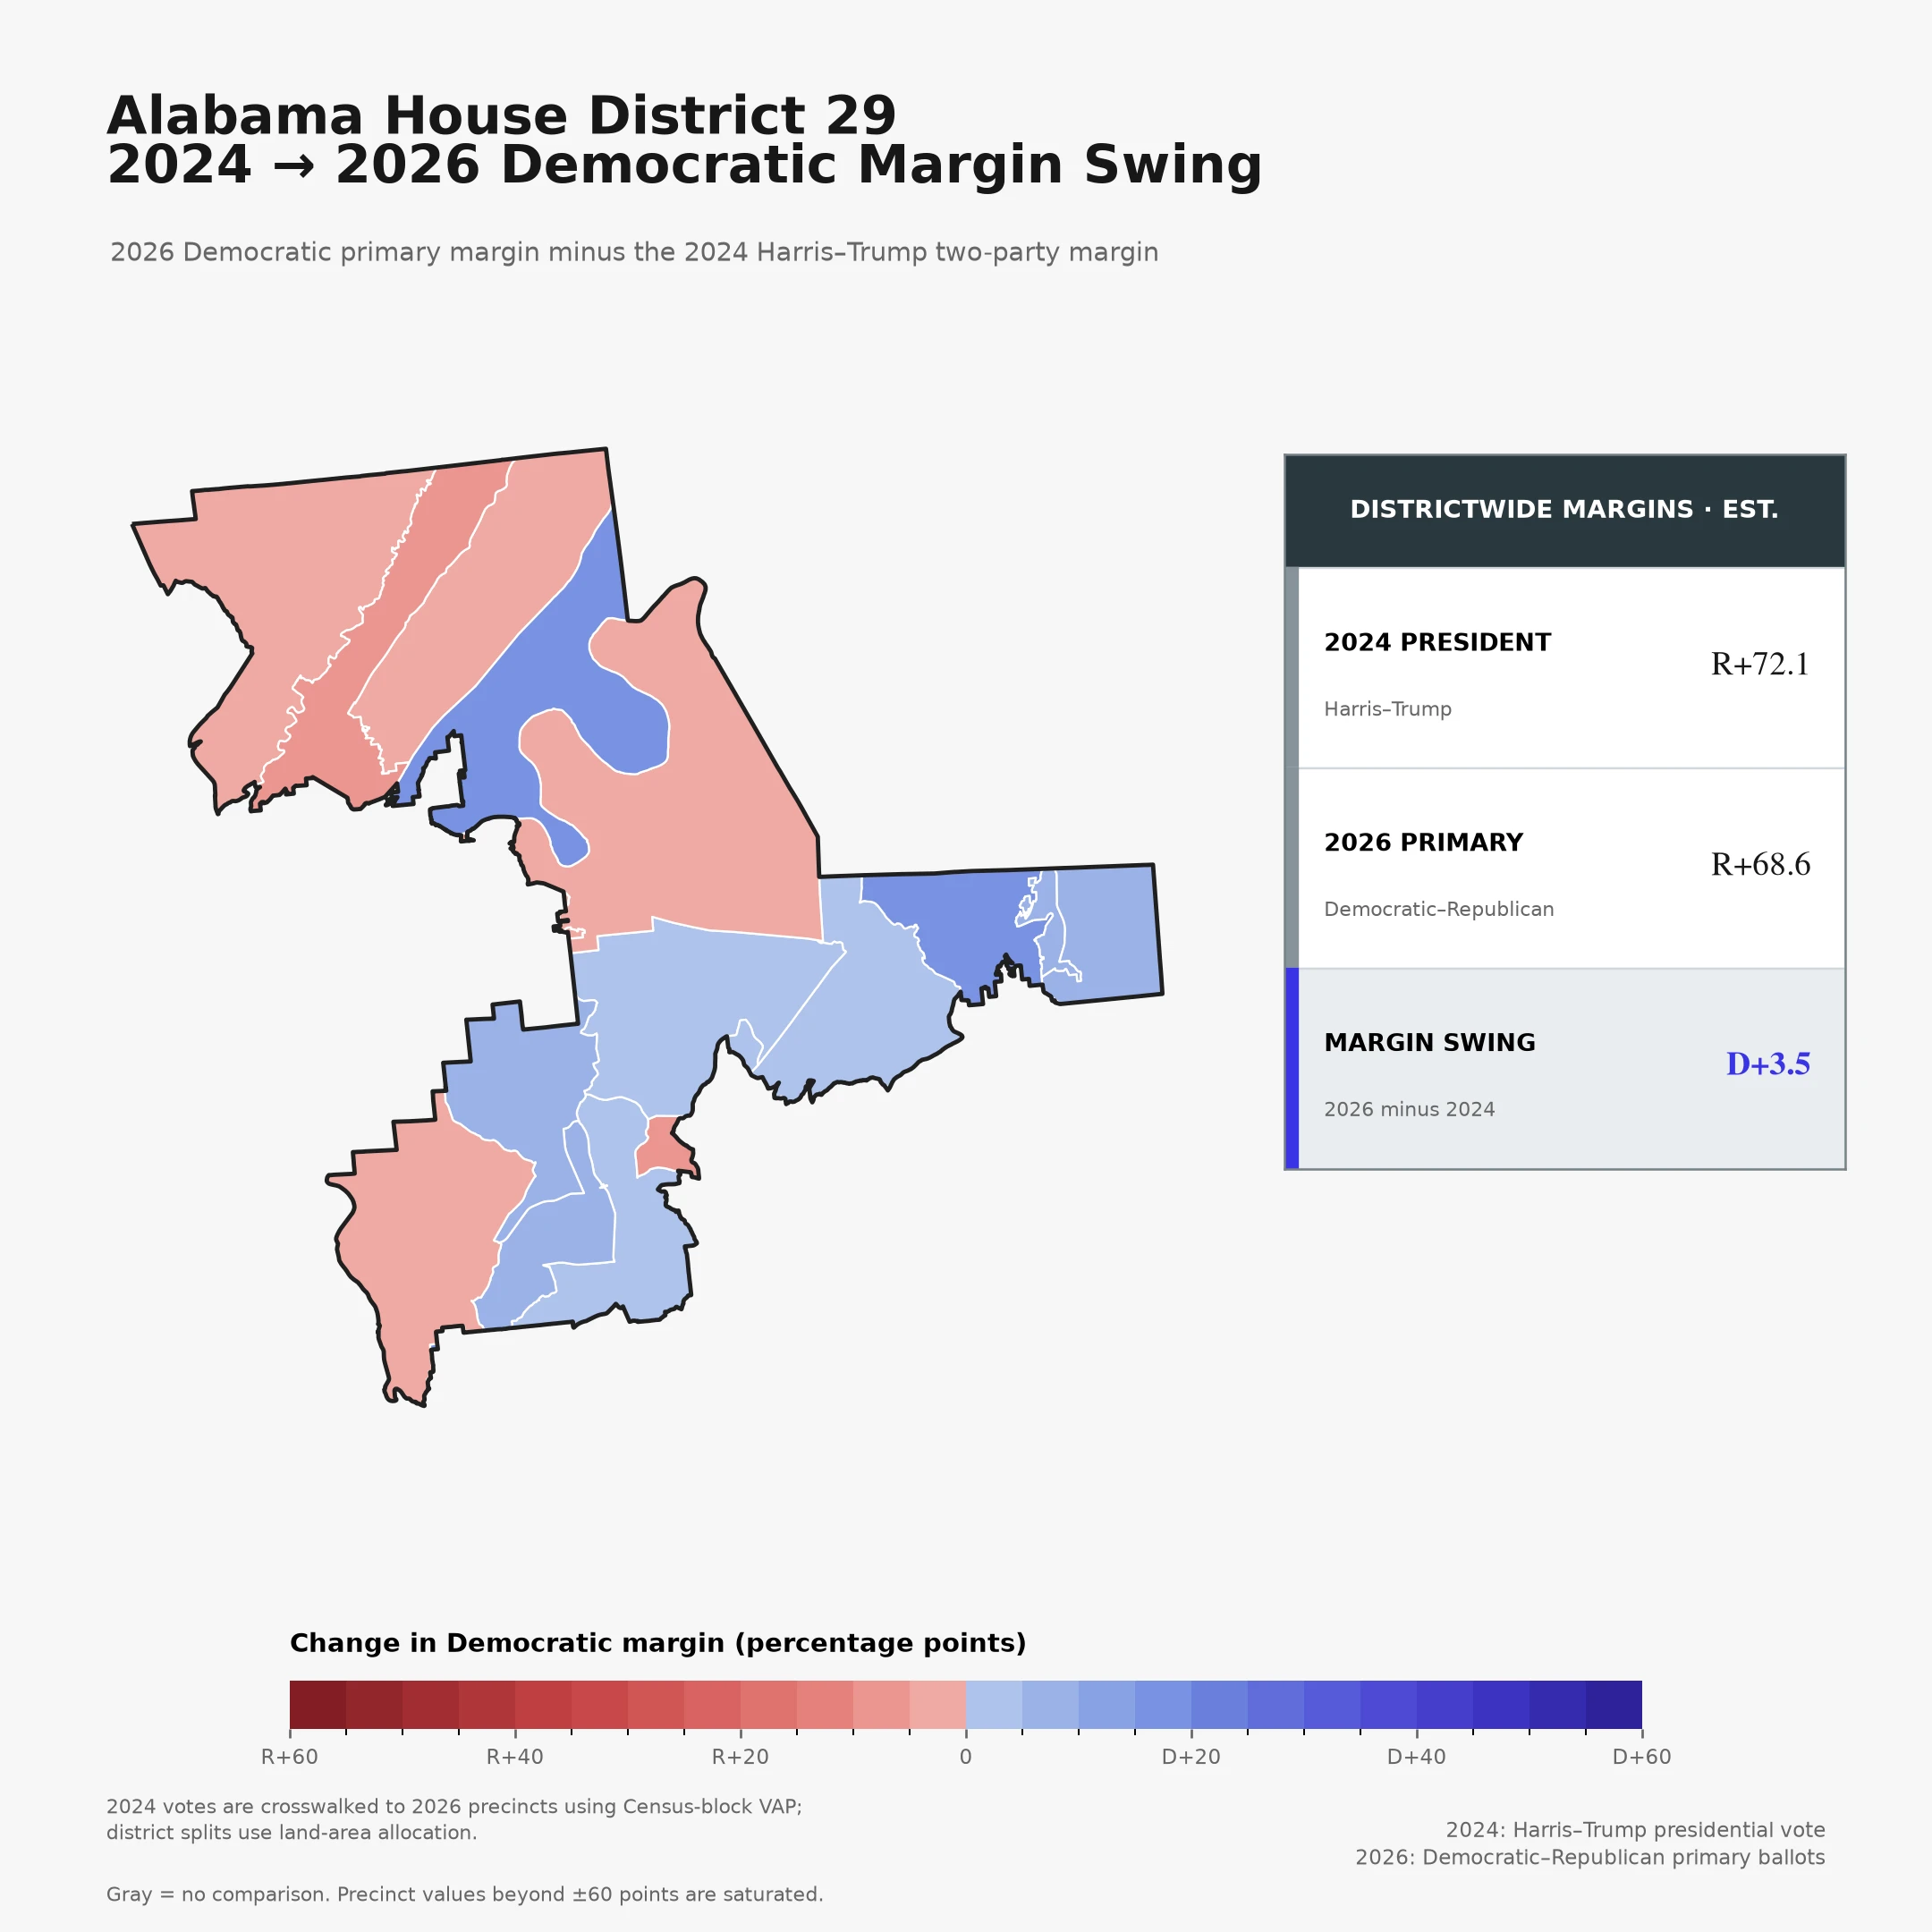 Alabama House District 29
2024 → 2026 Democratic Margin Swing
2026 Democratic primary margin minus the 2024 Harris–Trump two-party margin
DISTRICTWIDE MARGINS · EST.
2024 PRESIDENT
R+72.1
Harris–Trump
2026 PRIMARY
R+68.6
Democratic–Republican
MARGIN SWING
D+3.5
2026 minus 2024
Change in Democratic margin (percentage points)
R+60 R+40 R+20 0 D+20 D+40 D+60
2024 votes are crosswalked to 2026 precincts using Census-block VAP;
district splits use land-area allocation.
2024: Harris–Trump presidential vote
2026: Democratic–Republican primary ballots
Gray = no comparison. Precinct values beyond ±60 points are saturated.